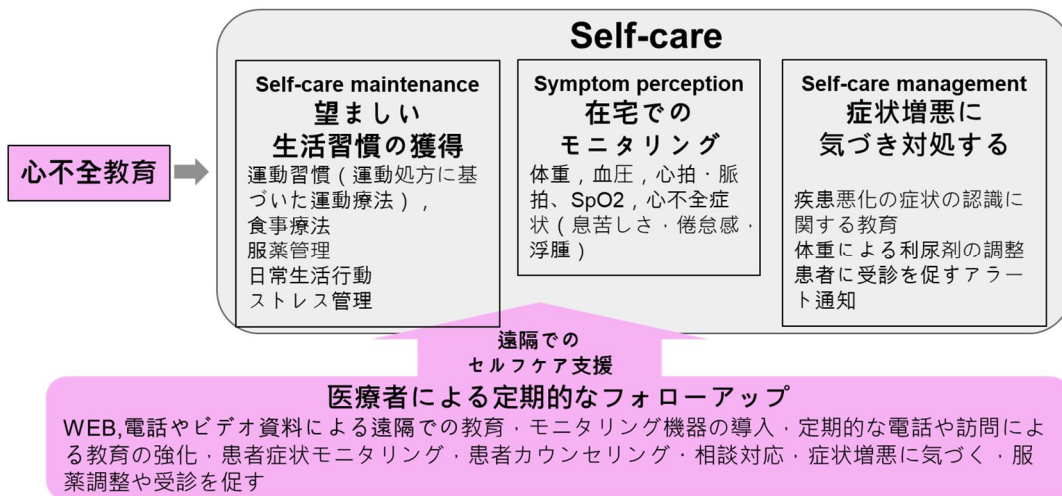 Self-care
心不全教育
Self-care maintenance
望ましい
生活習慣の獲得
運動習慣（運動処方に基
づいた運動療法），
食事療法
服薬管理
日常生活行動
ストレス管理
Symptom perception
在宅での
モニタリング
体重，血圧，心拍・脈
拍、SpO2，心不全症
状（息苦しさ・倦怠感・
浮腫）
Self-care management
症状増悪に
気づき対処する
疾患悪化の症状の認識に
関する教育
体重による利尿剤の調整
患者に受診を促すアラー
ト通知
遠隔での
セルフケア支援
医療者による定期的なフォローアップ
WEB,電話やビデオ資料による遠隔での教育・モニタリング機器の導入・定期的な電話や訪問によ
る教育の強化・患者症状モニタリング・患者カウンセリング・相談対応・症状増悪に気づく・服
薬調整や受診を促す